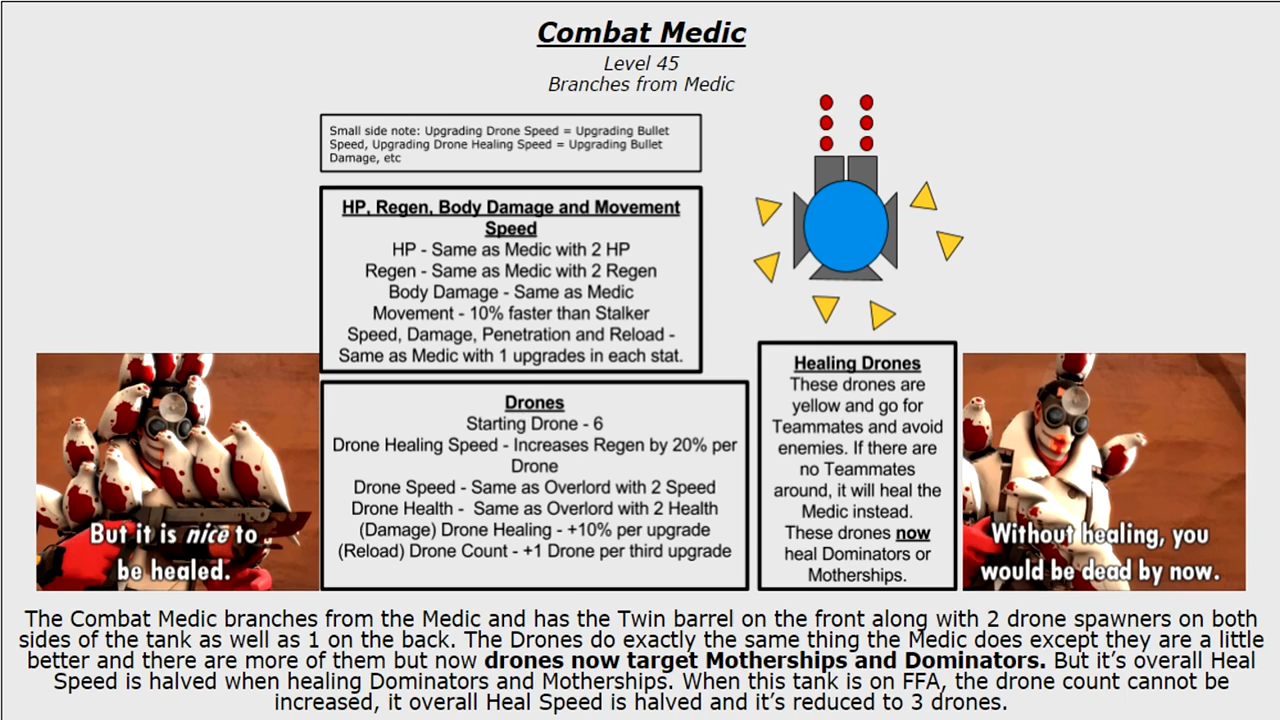 Combat Medic
Level 45
Branches from Medic
Small side note: Upgrading Drone Speed = Upgrading Bullet
Speed, Upgrading Drone Healing Speed = Upgrading Bullet
Damage, etc
HP, Regen, Body Damage and Movement
Speed
HP - Same as Medic with 2 HP
Regen - Same as Medic with 2 Regen
Body Damage - Same as Medic
Movement - 10% faster than Stalker
Speed, Damage, Penetration and Reload -
Same as Medic with 1 upgrades in each stat.
Drones
Starting Drone - 6
Drone Healing Speed - Increases Regen by 20% per
Drone
Drone Speed - Same as Overlord with 2 Speed
Drone Health - Same as Overlord with 2 Health
(Damage) Drone Healing - +10% per upgrade
(Reload) Drone Count - +1 Drone per third upgrade
Healing Drones
These drones are
yellow and go for
Teammates and avoid
enemies. If there are
no Teammates
around, it will heal the
Medic instead.
These drones now
heal Dominators or
Motherships.
But it is nice to
be healed.
Without healing, you
would be dead by now.
The Combat Medic branches from the Medic and has the Twin barrel on the front along with 2 drone spawners on both
sides of the tank as well as 1 on the back. The Drones do exactly the same thing the Medic does except they are a little
better and there are more of them but now drones now target Motherships and Dominators. But it's overall Heal
Speed is halved when healing Dominators and Motherships. When this tank is on FFA, the drone count cannot be
increased, it overall Heal Speed is halved and it's reduced to 3 drones.